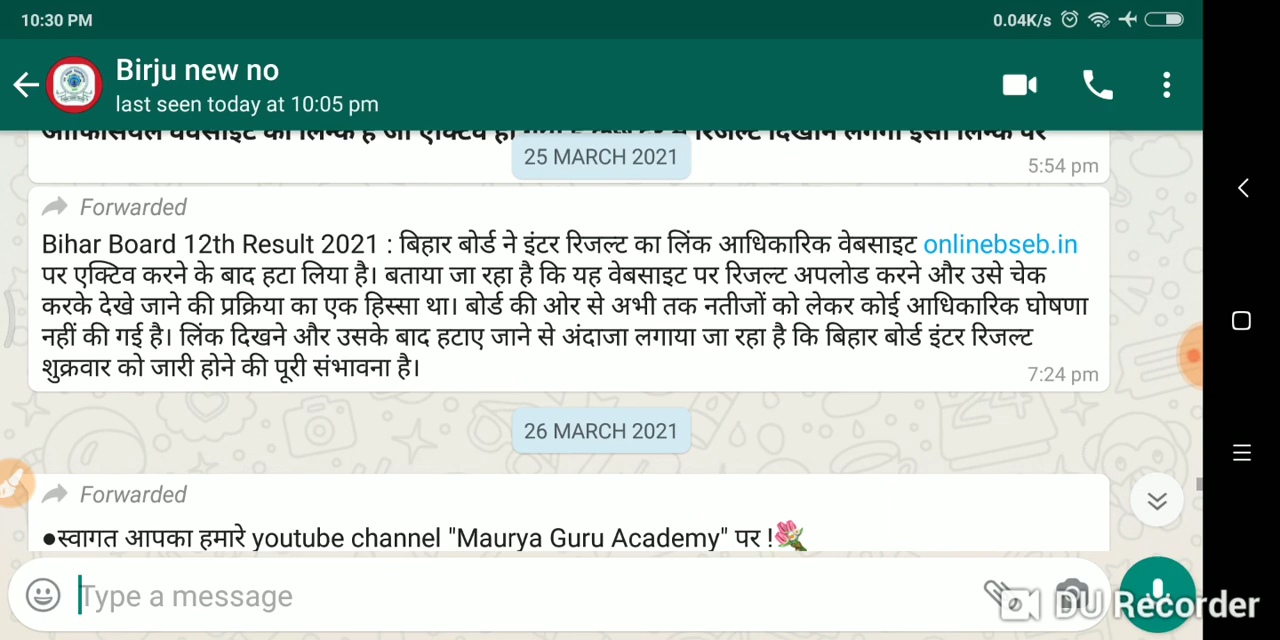 10:30 PM
0.04K/s
Birju new no
last seen today at 10:05 pm
25 MARCH 2021
रिजल्ट दिखाने लगेगा इसी लिन्क पर
5:54 pm
Forwarded
Bihar Board 12th Result 2021 : बिहार बोर्ड ने इंटर रिजल्ट का लिंक आधिकारिक वेबसाइट onlinebseb.in
पर एक्टिव करने के बाद हटा लिया है। बताया जा रहा है कि यह वेबसाइट पर रिजल्ट अपलोड करने और उसे चेक
करके देखे जाने की प्रक्रिया का एक हिस्सा था। बोर्ड की ओर से अभी तक नतीजों को लेकर कोई आधिकारिक घोषणा
नहीं की गई है। लिंक दिखने और उसके बाद हटाए जाने से अंदाजा लगाया जा रहा है कि बिहार बोर्ड इंटर रिजल्ट
शुक्रवार को जारी होने की पूरी संभावना है।
7:24 pm
26 MARCH 2021
Forwarded
●स्वागत आपका हमारे youtube channel "Maurya Guru Academy" पर !
Type a message
DU Recorder